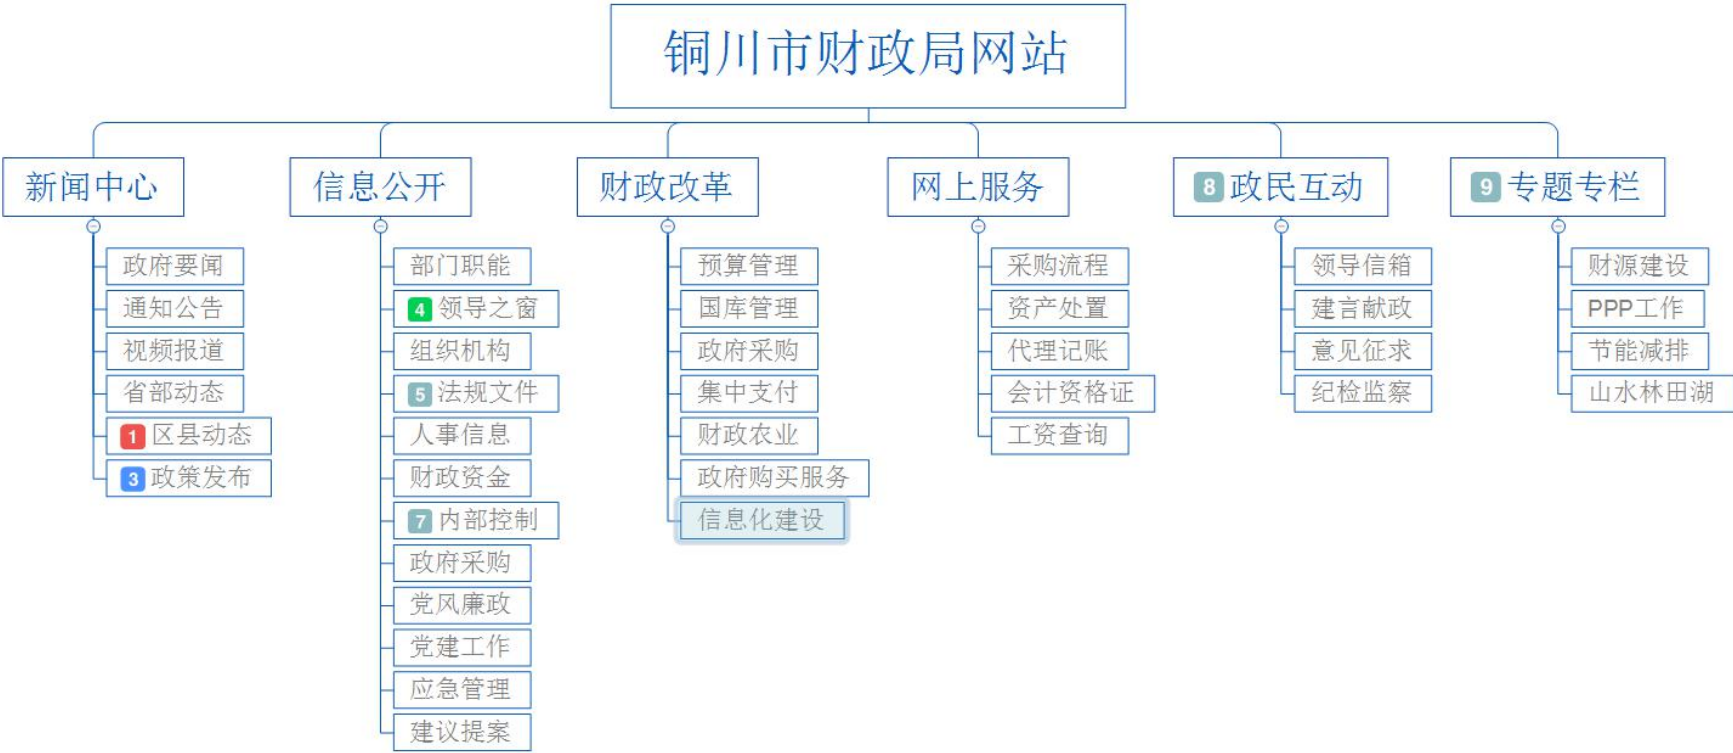 铜川市财政局网站
新闻中心
政府要闻
通知公告
视频报道
省部动态
1 区县动态
3 政策发布
信息公开
部门职能
4 领导之窗
组织机构
5 法规文件
人事信息
财政资金
7 内部控制
政府采购
党风廉政
党建工作
应急管理
建议提案
财政改革
预算管理
国库管理
政府采购
集中支付
财政农业
政府购买服务
信息化建设
网上服务
采购流程
资产处置
代理记账
会计资格证
工资查询
8 政民互动
领导信箱
建言献政
意见征求
纪检监察
9 专题专栏
财源建设
PPP工作
节能减排
山水林田湖